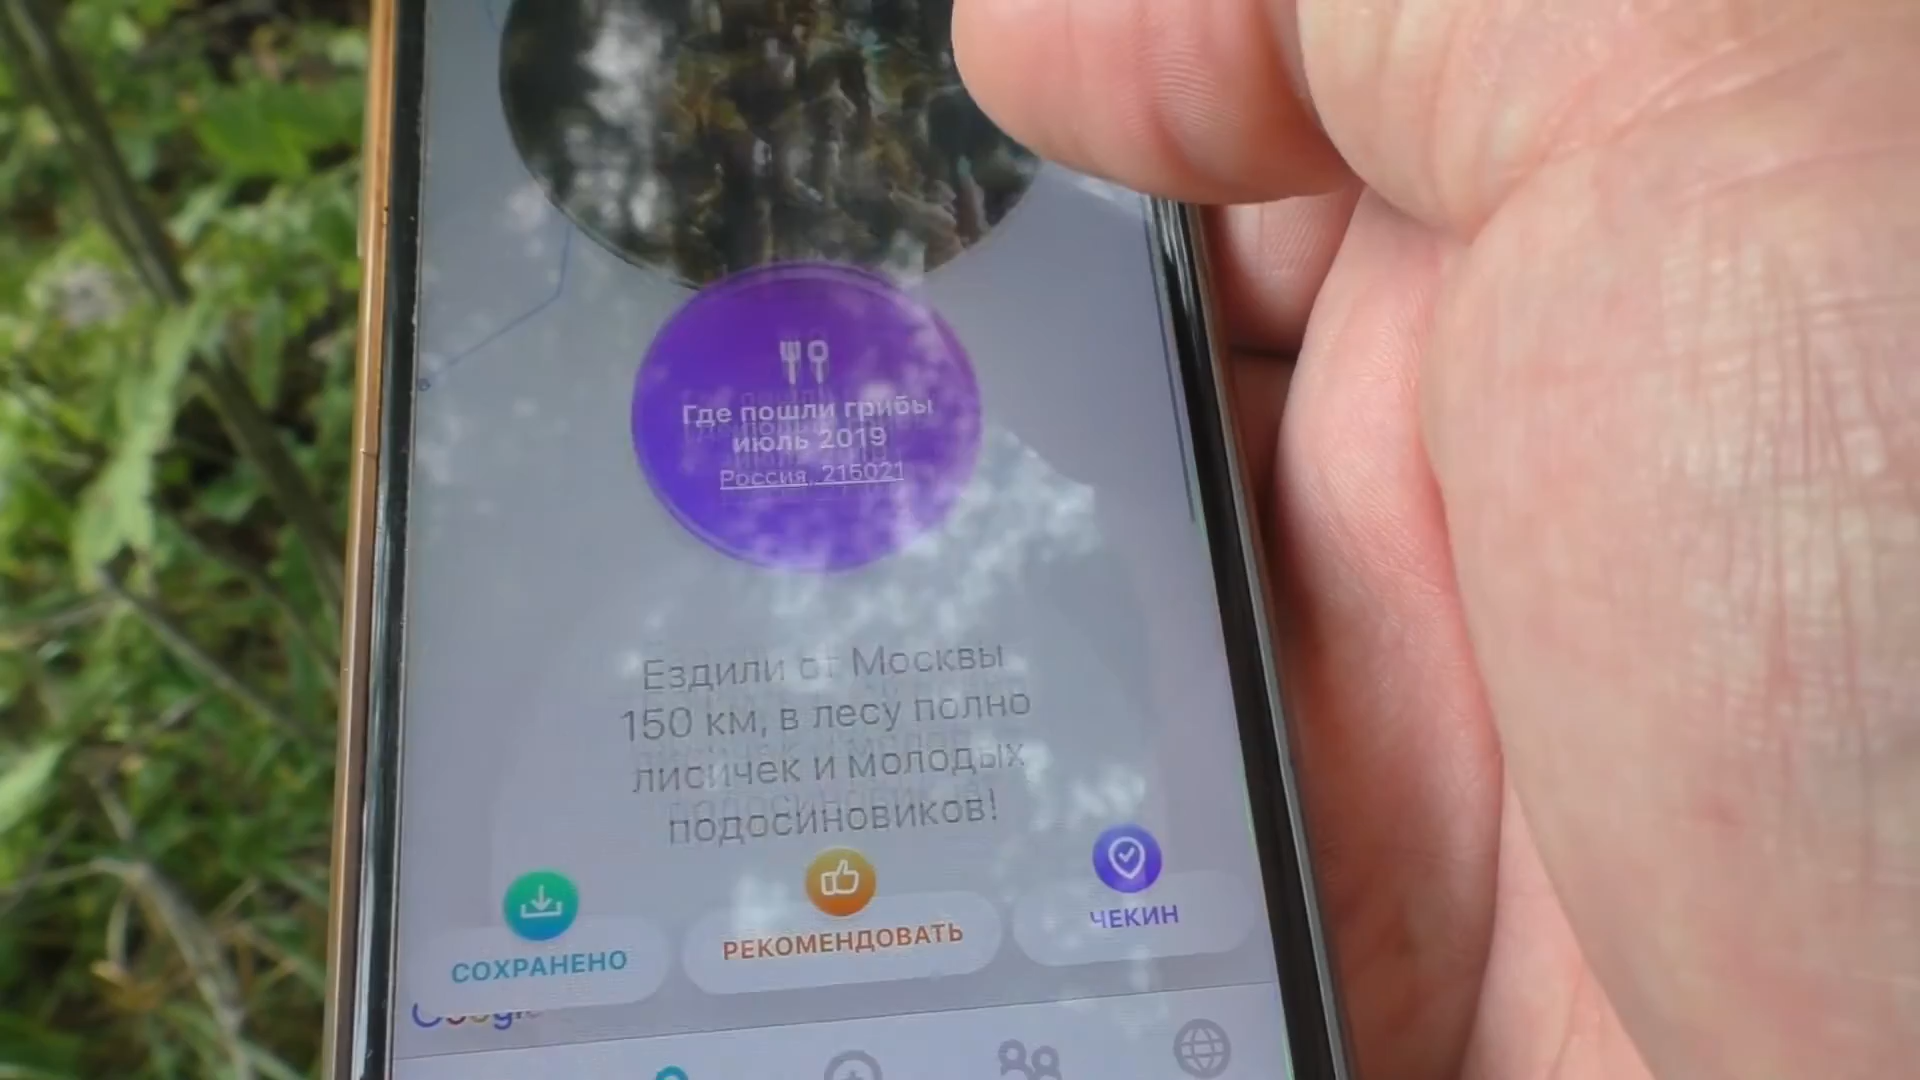 Где пошли грибы
июль 2019
Россия, 215021
Ездили от Москвы
150 км, в лесу полно
лисичек и молодых
подосиновиков!
СОХРАНЕНО
РЕКОМЕНДОВАТЬ
ЧЕКИН
Google